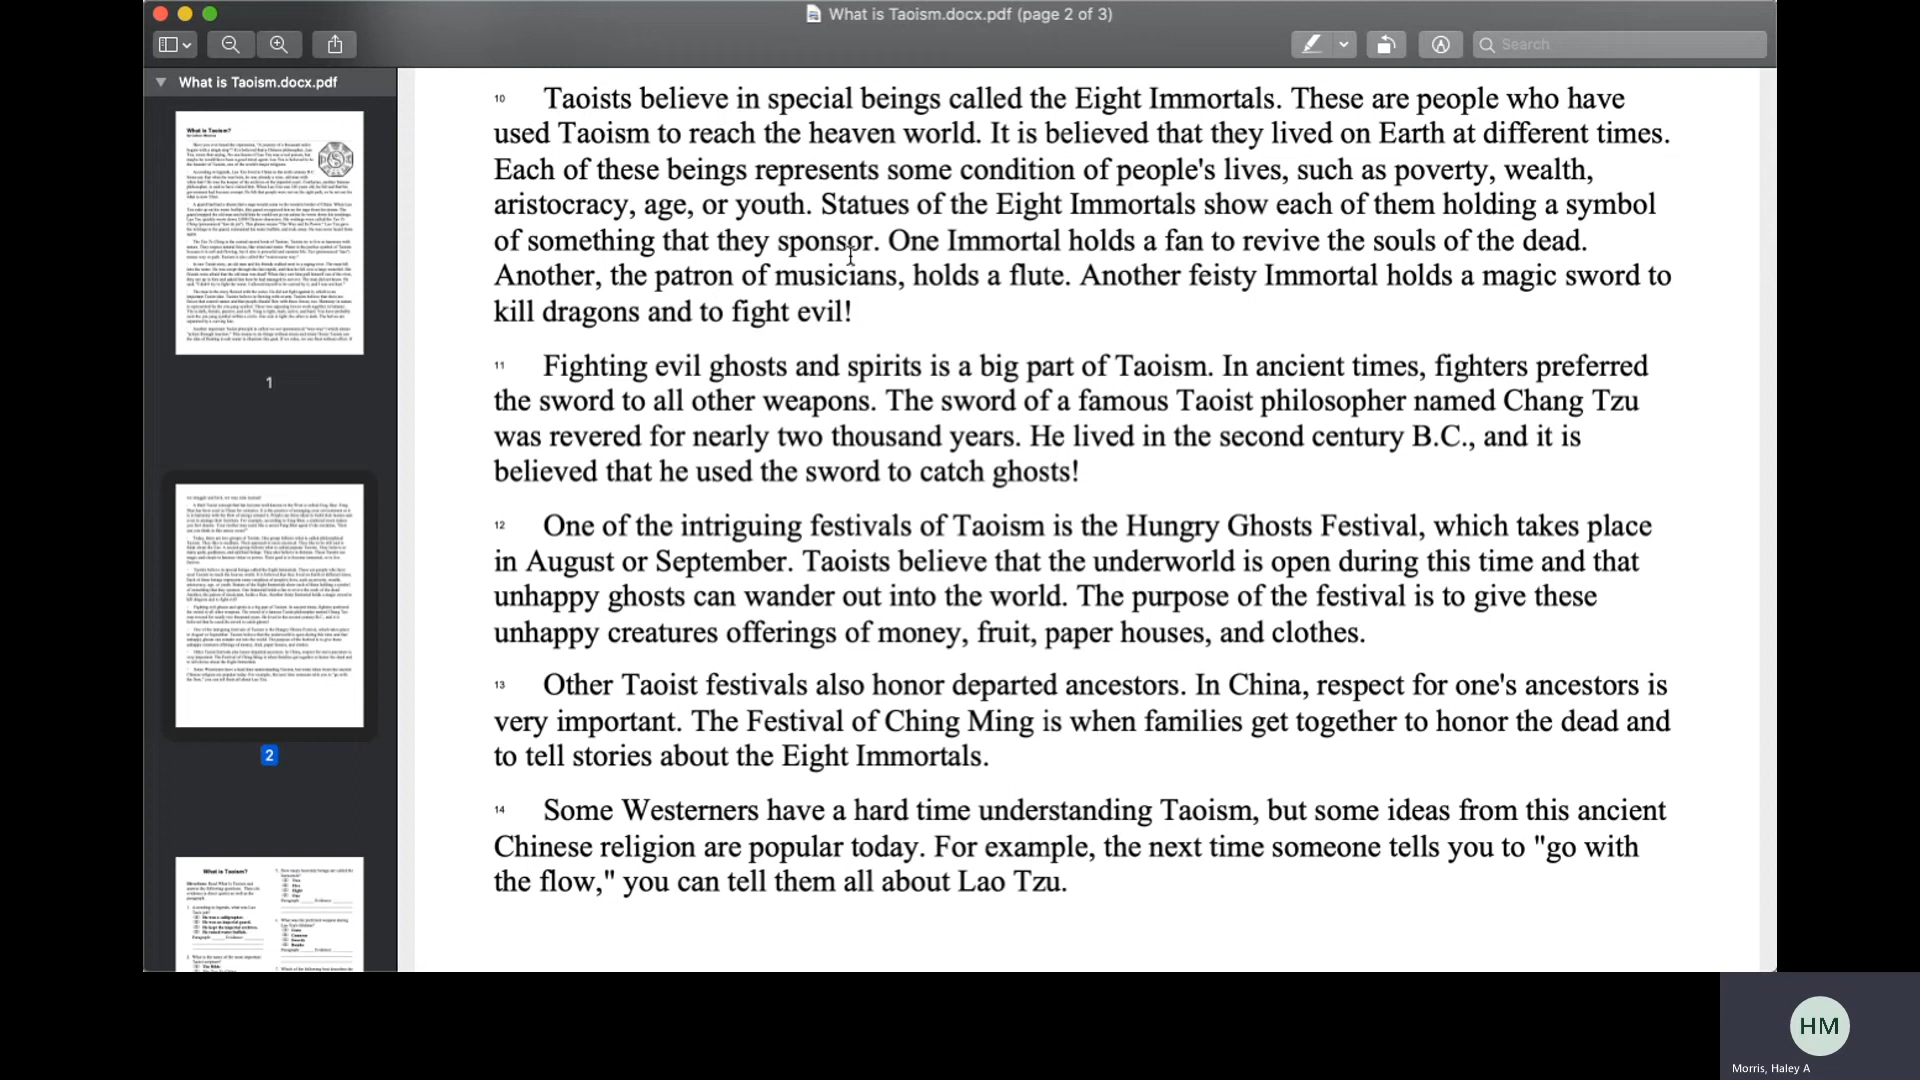 What is Taoism.docx.pdf (page 2 of 3)
Search
What is Taoism.docx.pdf
What is Taoism?
1
2
What is Taoism?
10 Taoists believe in special beings called the Eight Immortals. These are people who have
used Taoism to reach the heaven world. It is believed that they lived on Earth at different times.
Each of these beings represents some condition of people's lives, such as poverty, wealth,
aristocracy, age, or youth. Statues of the Eight Immortals show each of them holding a symbol
of something that they sponsor. One Immortal holds a fan to revive the souls of the dead.
Another, the patron of musicians, holds a flute. Another feisty Immortal holds a magic sword to
kill dragons and to fight evil!
11 Fighting evil ghosts and spirits is a big part of Taoism. In ancient times, fighters preferred
the sword to all other weapons. The sword of a famous Taoist philosopher named Chang Tzu
was revered for nearly two thousand years. He lived in the second century B.C., and it is
believed that he used the sword to catch ghosts!
12 One of the intriguing festivals of Taoism is the Hungry Ghosts Festival, which takes place
in August or September. Taoists believe that the underworld is open during this time and that
unhappy ghosts can wander out into the world. The purpose of the festival is to give these
unhappy creatures offerings of money, fruit, paper houses, and clothes.
13 Other Taoist festivals also honor departed ancestors. In China, respect for one's ancestors is
very important. The Festival of Ching Ming is when families get together to honor the dead and
to tell stories about the Eight Immortals.
14 Some Westerners have a hard time understanding Taoism, but some ideas from this ancient
Chinese religion are popular today. For example, the next time someone tells you to "go with
the flow," you can tell them all about Lao Tzu.
HM
Morris, Haley A